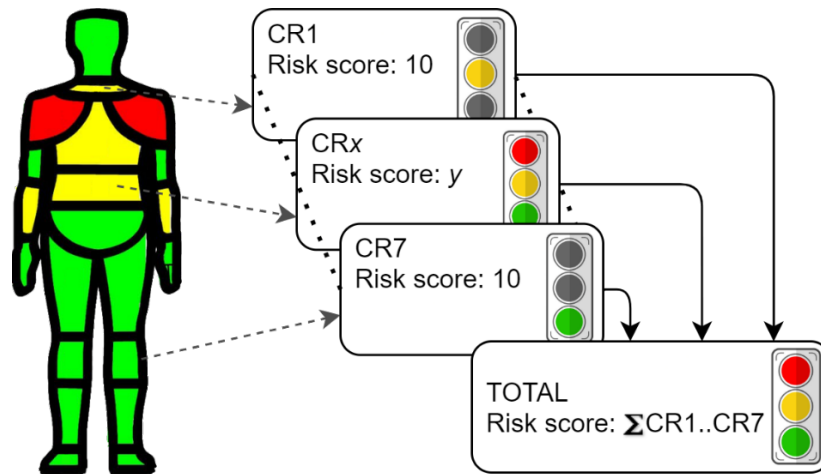 CR1
Risk score: 10
CRx
Risk score: y
CR7
Risk score: 10
TOTAL
Risk score: ΣCR1..CR7